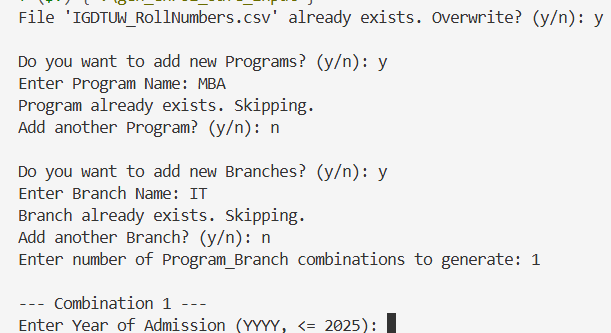 File 'IGDTUW_RollNumbers.csv' already exists. Overwrite? (y/n): y
Do you want to add new Programs? (y/n): y
Enter Program Name: MBA
Program already exists. Skipping.
Add another Program? (y/n): n
Do you want to add new Branches? (y/n): y
Enter Branch Name: IT
Branch already exists. Skipping.
Add another Branch? (y/n): n
Enter number of Program_Branch combinations to generate: 1
--- Combination 1 ---
Enter Year of Admission (YYYY, <= 2025):